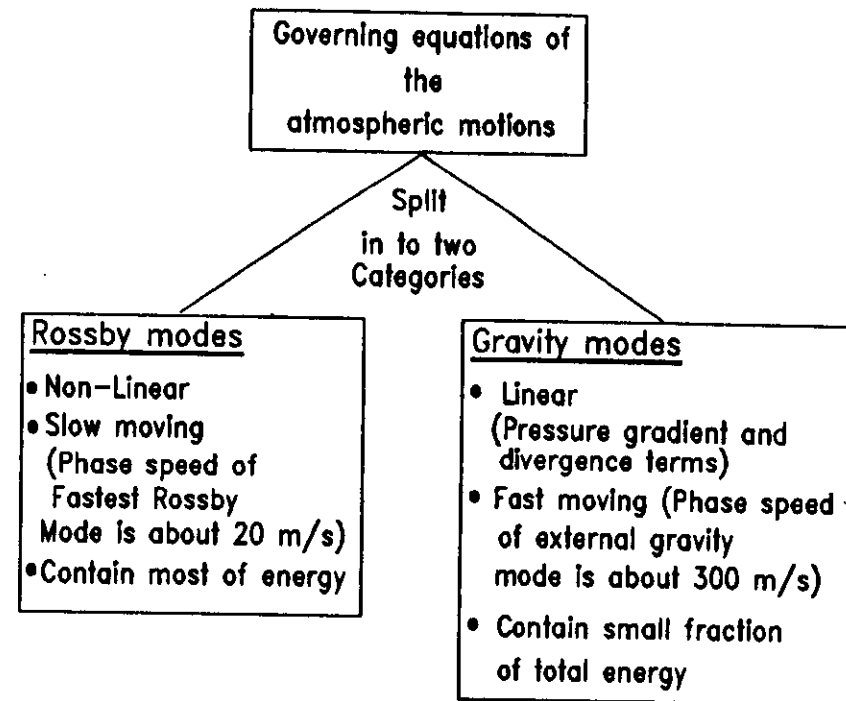 Governing equations of
the
atmospheric motions
Split
in to two
Categories
Rossby modes
• Non-Linear
• Slow moving
(Phase speed of
Fastest Rossby
Mode is about 20 m/s)
• Contain most of energy
Gravity modes
• Linear
(Pressure gradient and
divergence terms)
• Fast moving (Phase speed
of external gravity
mode is about 300 m/s)
• Contain small fraction
of total energy